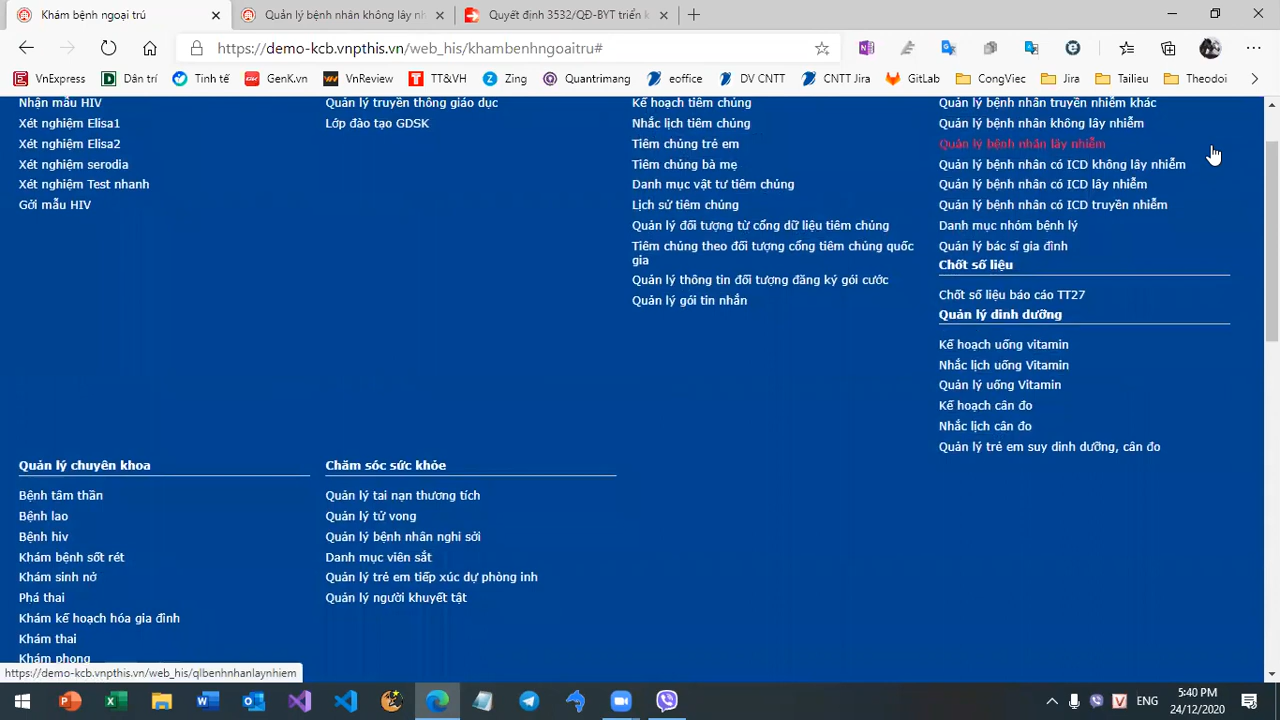 Khám bệnh ngoại trú
Quản lý bệnh nhân không lây nh
Quyết định 3532/QĐ-BYT triển k
https://demo-kcb.vnpthis.vn/web_his/khambenhngoaitru#
VnExpress
Dân trí
Tinh tế
GenK.vn
VnReview
TT&VH
Zing
Quantrimang
eoffice
DV CNTT
CNTT Jira
GitLab
CongViec
Jira
Tailieu
Theodoi
Nhận mẫu HIV
Xét nghiệm Elisa1
Xét nghiệm Elisa2
Xét nghiệm serodia
Xét nghiệm Test nhanh
Gởi mẫu HIV
Quản lý truyền thông giáo dục
Lớp đào tạo GDSK
Kế hoạch tiêm chủng
Nhắc lịch tiêm chủng
Tiêm chủng trẻ em
Tiêm chủng bà mẹ
Danh mục vật tư tiêm chủng
Lịch sử tiêm chủng
Quản lý đối tượng từ cổng dữ liệu tiêm chủng
Tiêm chủng theo đối tượng cổng tiêm chủng quốc
gia
Quản lý thông tin đối tượng đăng ký gói cước
Quản lý gói tin nhắn
Quản lý bệnh nhân truyền nhiễm khác
Quản lý bệnh nhân không lây nhiễm
Quản lý bệnh nhân lây nhiễm
Quản lý bệnh nhân có ICD không lây nhiễm
Quản lý bệnh nhân có ICD lây nhiễm
Quản lý bệnh nhân có ICD truyền nhiễm
Danh mục nhóm bệnh lý
Quản lý bác sĩ gia đình
Chốt số liệu
Chốt số liệu báo cáo TT27
Quản lý dinh dưỡng
Kế hoạch uống vitamin
Nhắc lịch uống Vitamin
Quản lý uống Vitamin
Kế hoạch cân đo
Nhắc lịch cân đo
Quản lý trẻ em suy dinh dưỡng, cân đo
Quản lý chuyên khoa
Bệnh tâm thần
Bệnh lao
Bệnh hiv
Khám bệnh sốt rét
Khám sinh nở
Phá thai
Khám kế hoạch hóa gia đình
Khám thai
Khám phong
Chăm sóc sức khỏe
Quản lý tai nạn thương tích
Quản lý tử vong
Quản lý bệnh nhân nghi sởi
Danh mục viên sắt
Quản lý trẻ em tiếp xúc dự phòng inh
Quản lý người khuyết tật
https://demo-kcb.vnpthis.vn/web_his/qlbenhnhanlaynhiem
ENG
5:40 PM
24/12/2020